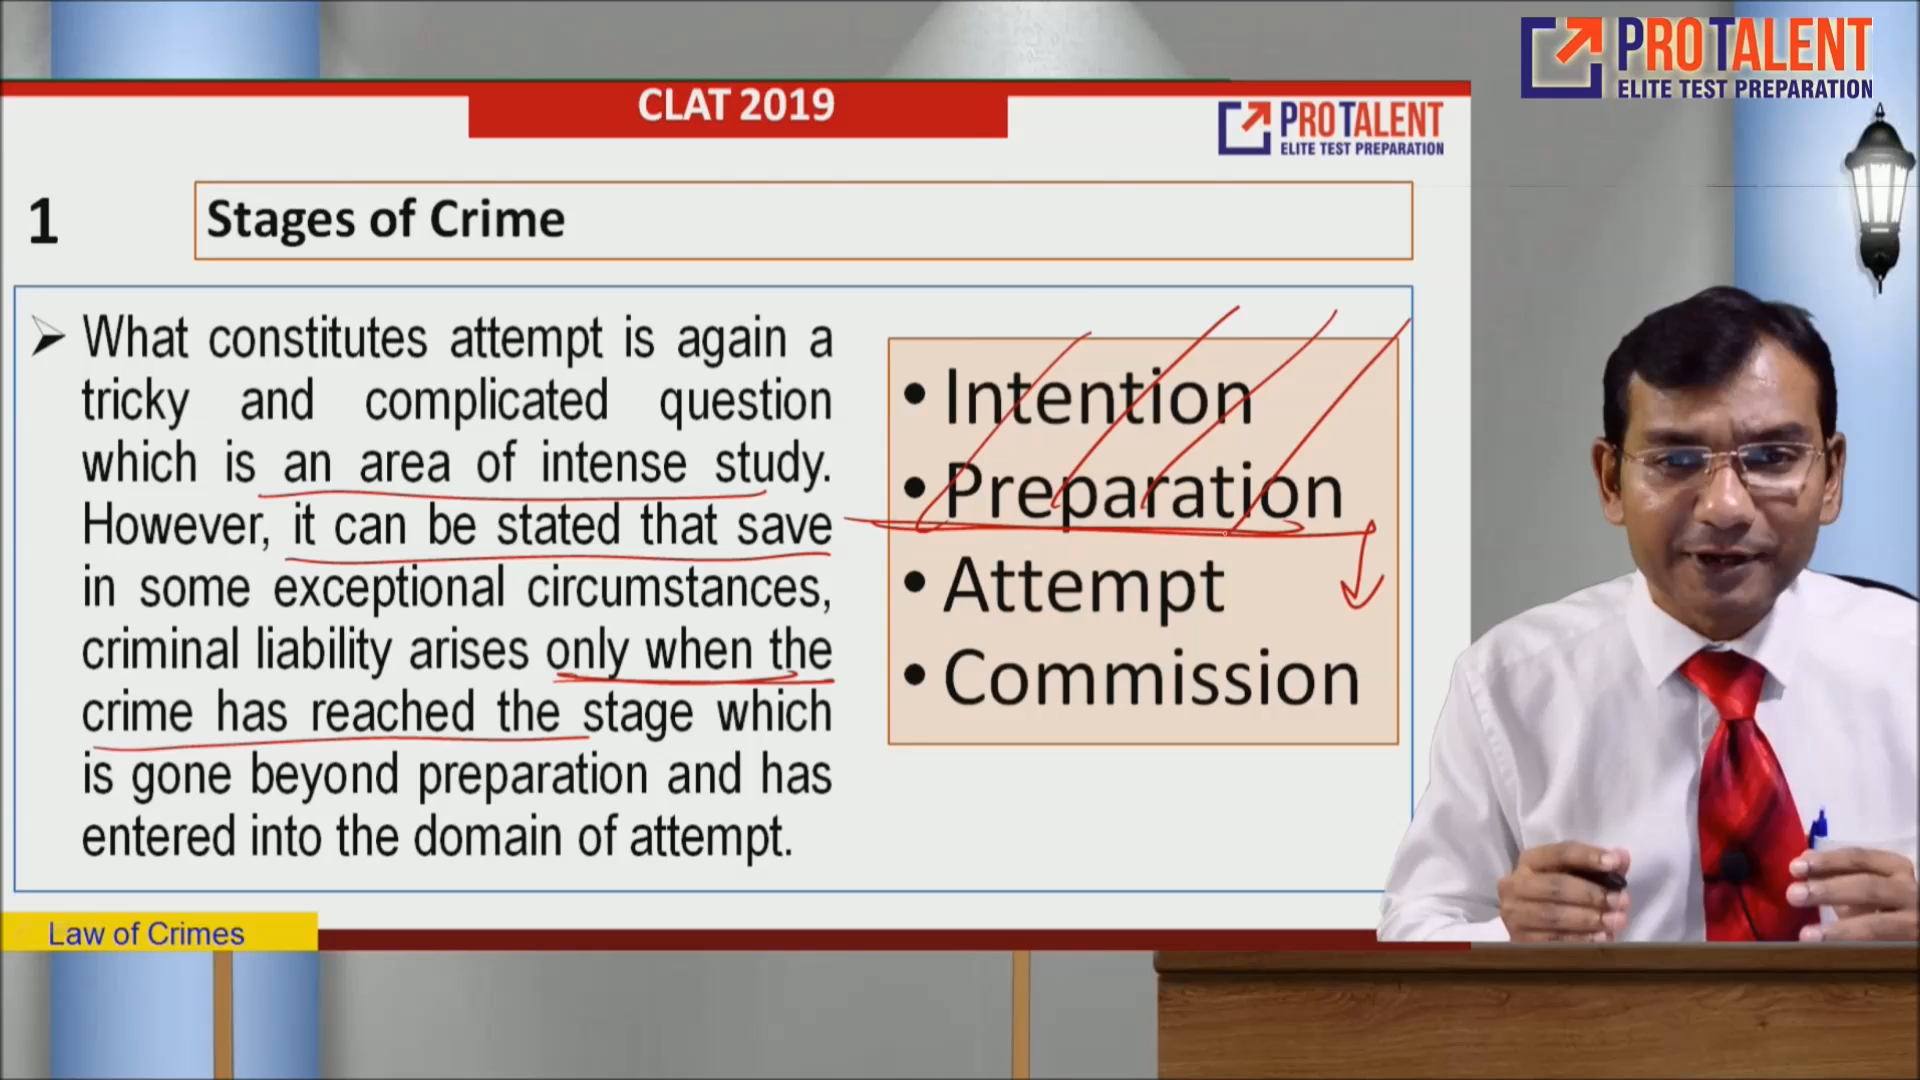 PROTALENT
ELITE TEST PREPARATION
CLAT 2019
PROTALENT
ELITE TEST PREPARATION
1
Stages of Crime
What constitutes attempt is again a
tricky and complicated question
which is an area of intense study.
However, it can be stated that save
in some exceptional circumstances,
criminal liability arises only when the
crime has reached the stage which
is gone beyond preparation and has
entered into the domain of attempt.
• Intention
• Preparation
• Attempt
• Commission
Law of Crimes